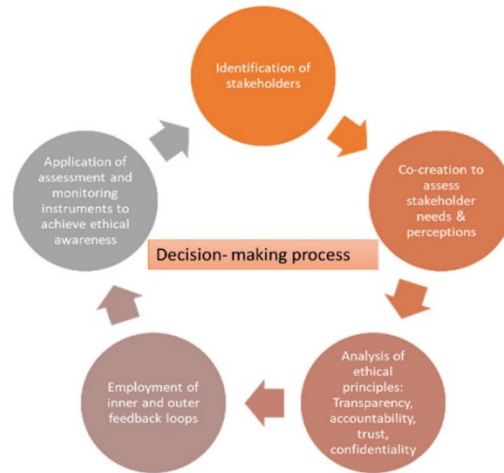 Identification of
stakeholders
Co-creation to
assess
stakeholder
needs &
perceptions
Analysis of
ethical
principles:
Transparency,
accountability,
trust,
confidentiality
Employment of
inner and outer
feedback loops
Application of
assessment and
monitoring
instruments to
achieve ethical
awareness
Decision- making process